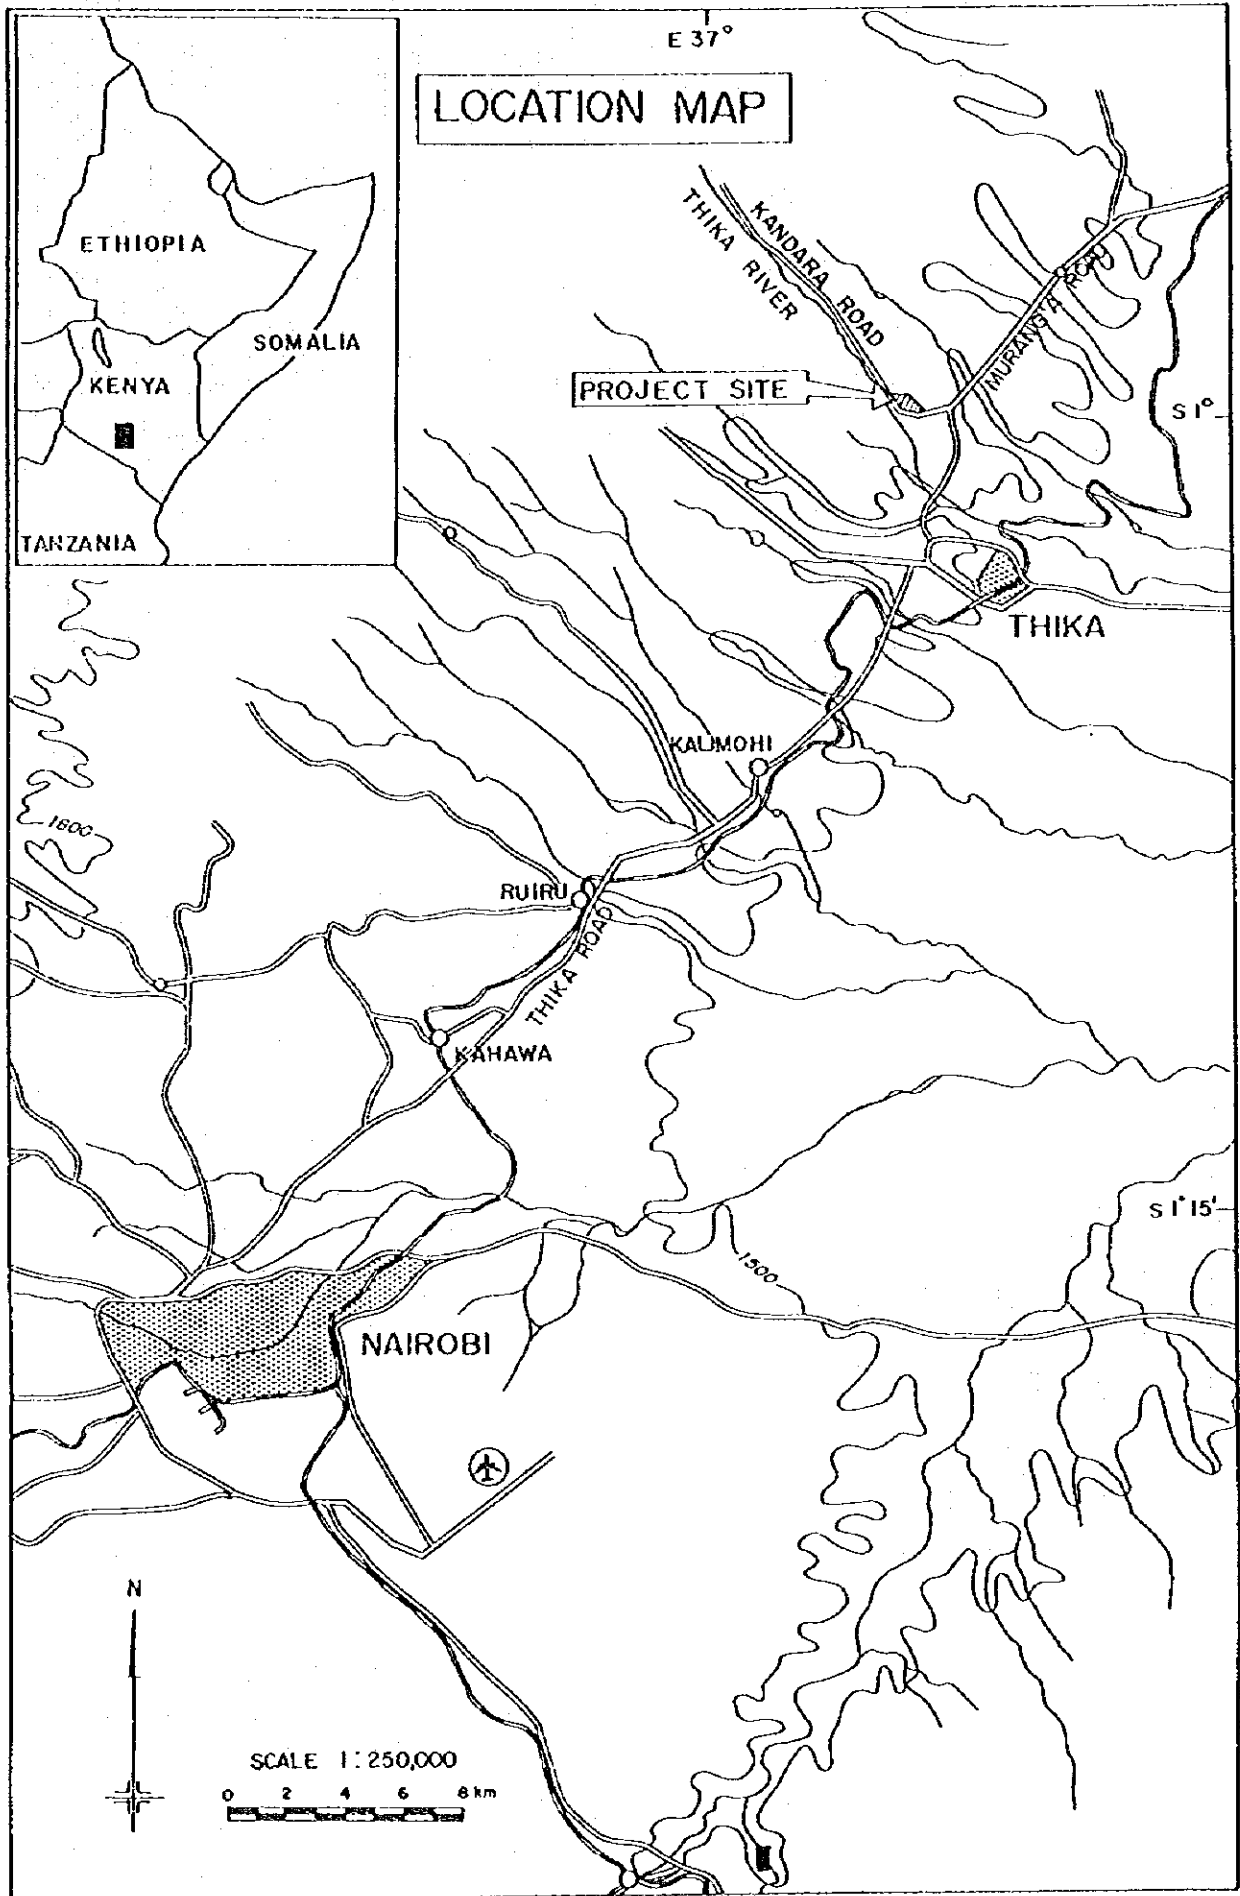 E 37°
LOCATION MAP
ETHIOPIA
SOMALIA
KENYA
TANZANIA
KANDARA ROAD
THIKA RIVER
MURANG'A ROAD
PROJECT SITE
S 1°
THIKA
KALIMOHI
1600
RUIRU
THIKA ROAD
KAHAWA
S 1° 15'
1500
NAIROBI
N
SCALE 1:250,000
0 2 4 6 8 km